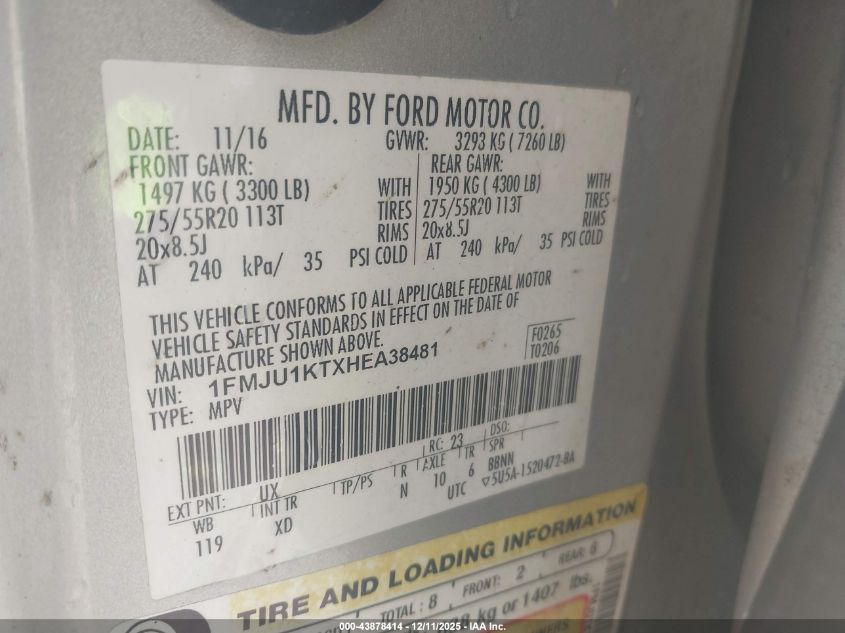 MFD. BY FORD MOTOR CO.
DATE: 11/16 GVWR: 3293 KG ( 7260 LB)
FRONT GAWR: REAR GAWR:
1497 KG ( 3300 LB) WITH 1950 KG ( 4300 LB) WITH
275/55R20 113T TIRES 275/55R20 113T TIRES
20x8.5J RIMS 20x8.5J RIMS
AT 240 kPa/ 35 PSI COLD AT 240 kPa/ 35 PSI COLD
THIS VEHICLE CONFORMS TO ALL APPLICABLE FEDERAL MOTOR
VEHICLE SAFETY STANDARDS IN EFFECT ON THE DATE OF
MANUFACTURE SHOWN ABOVE.
F0265
T0206
VIN: 1FMJU1KTXHEA38481
TYPE: MPV
RC: 23 DSO:
EXT PNT: UX TP/PS R AXLE TR SPR
WB INT TR N 10 6 BBNN
119 XD UTC ▽5U5A-1520472-BA
TIRE AND LOADING INFORMATION
TOTAL : 8 FRONT: 2 REAR: 6
kg or 1407 lbs.
00-43878414 - 12/11/2025 - IAA Vehicle